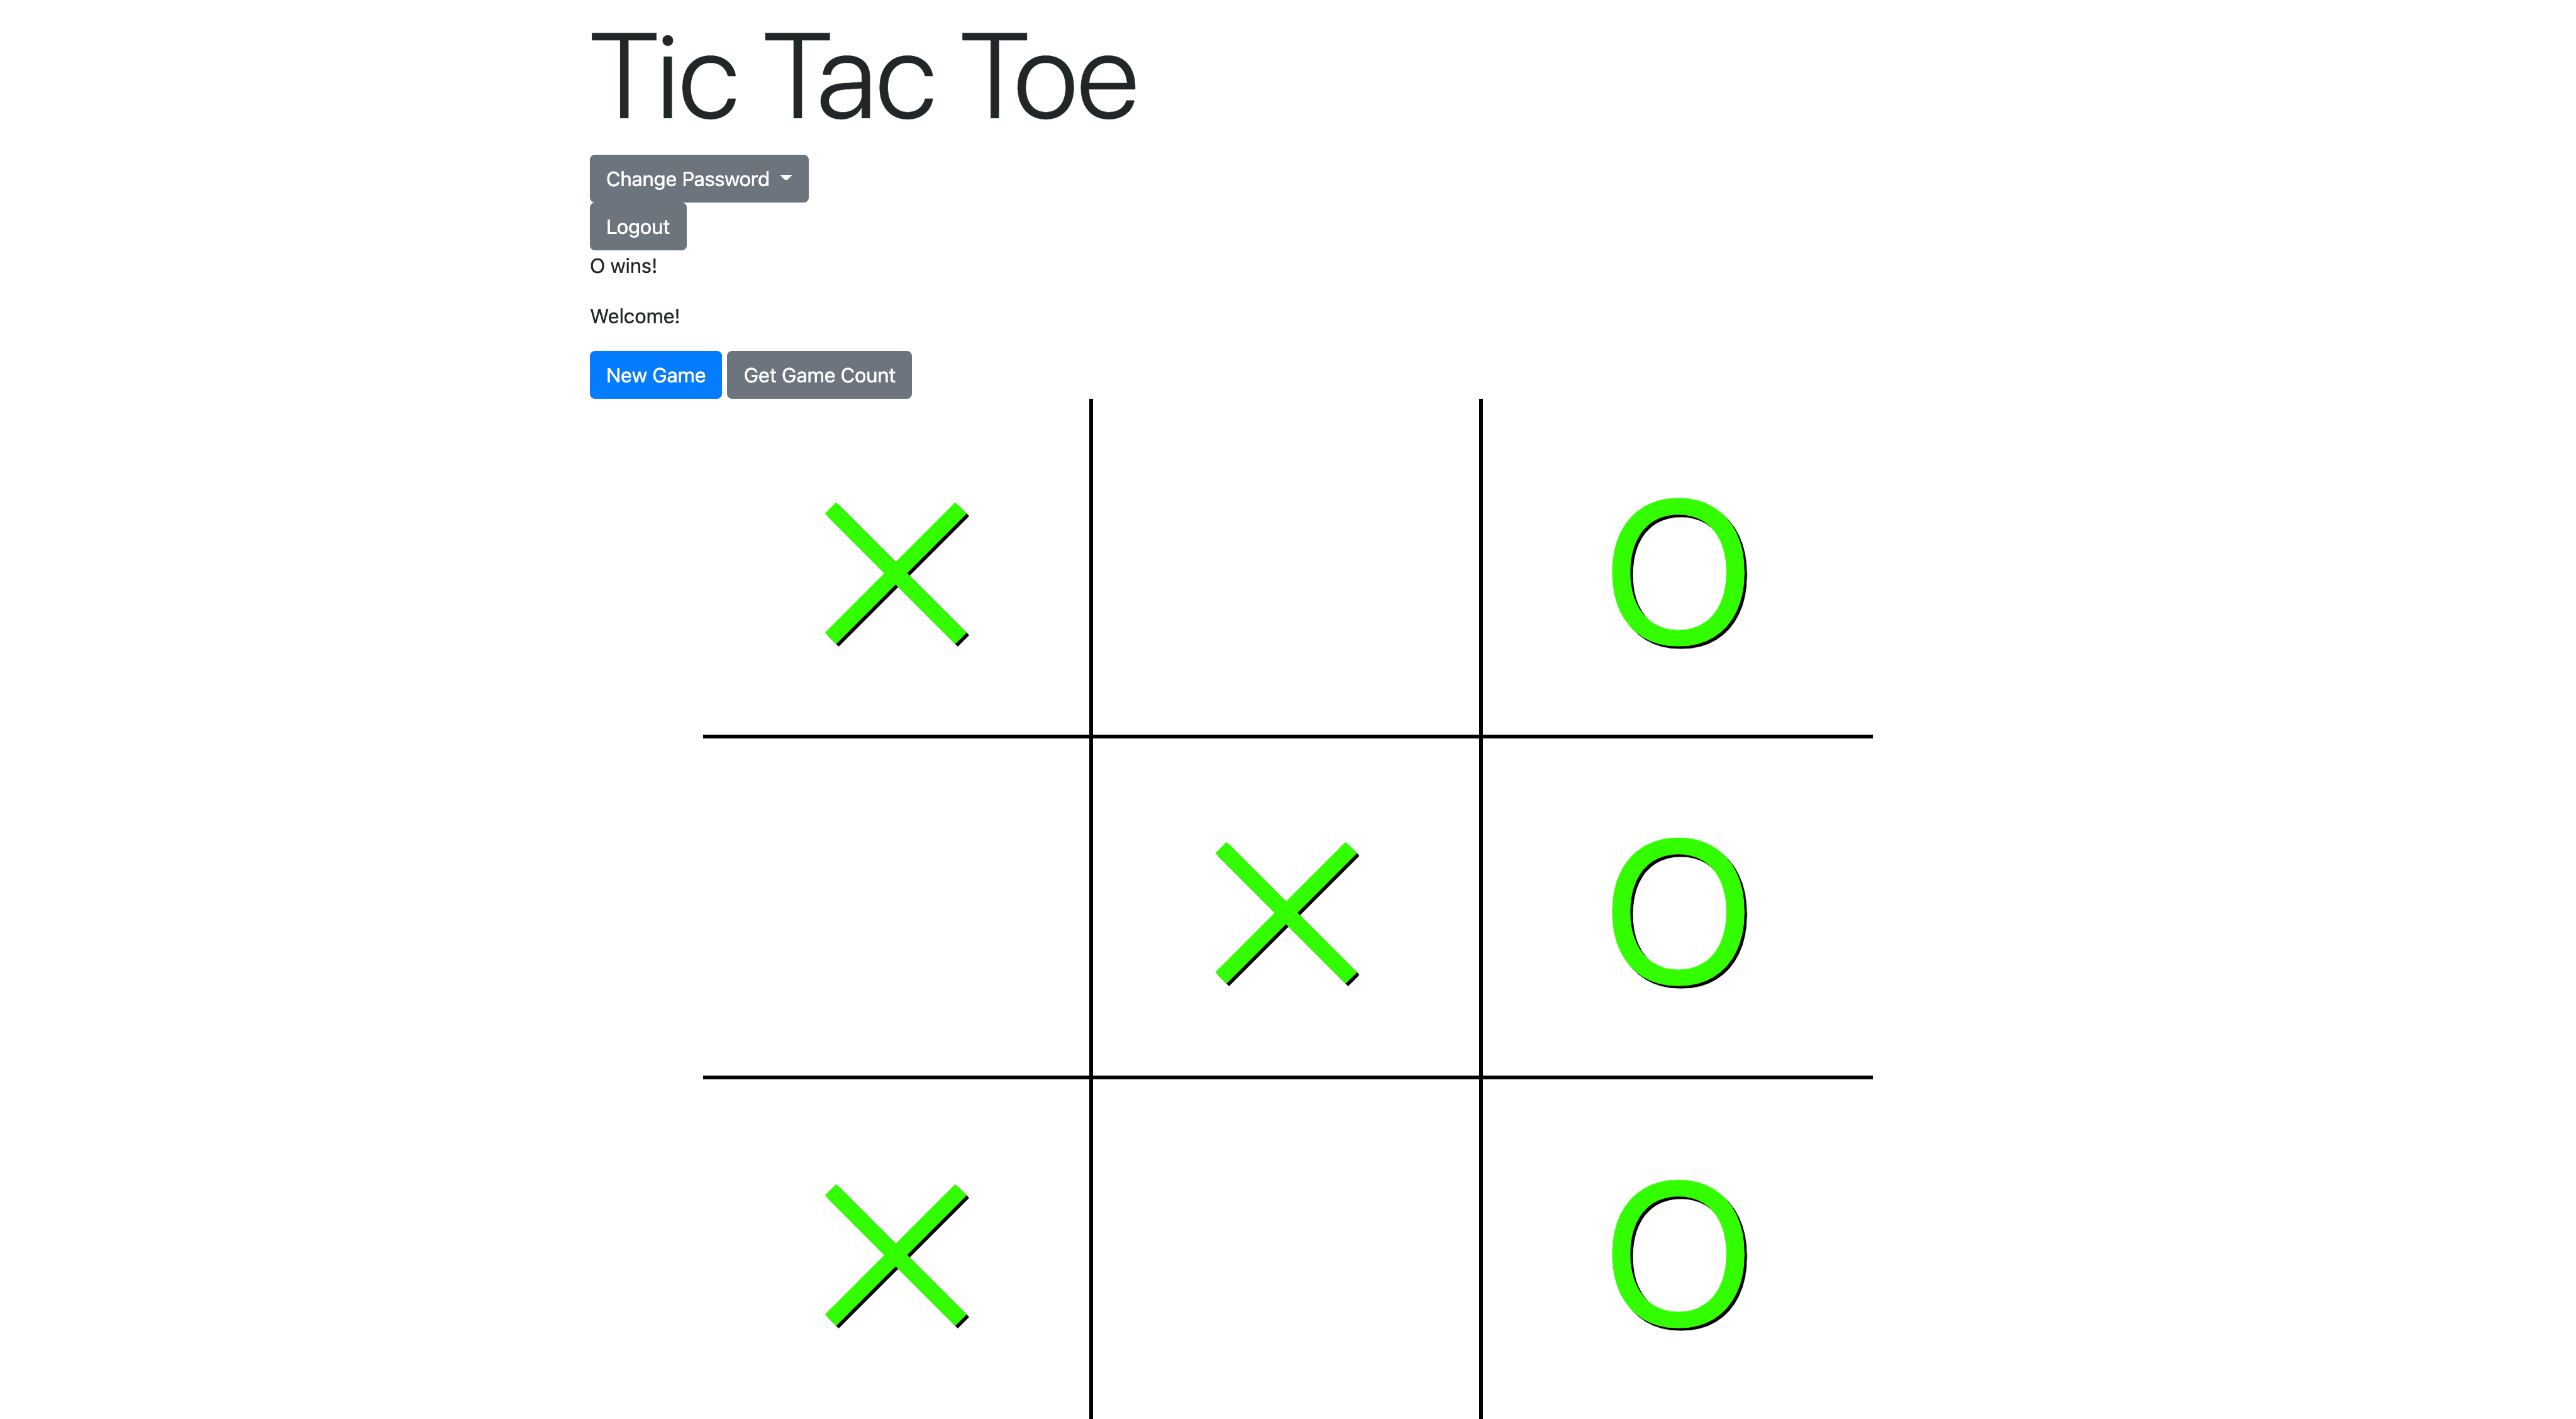 Tic Tac Toe
Change Password
Logout
O wins!
Welcome!
New Game Get Game Count
X O
X O
X O